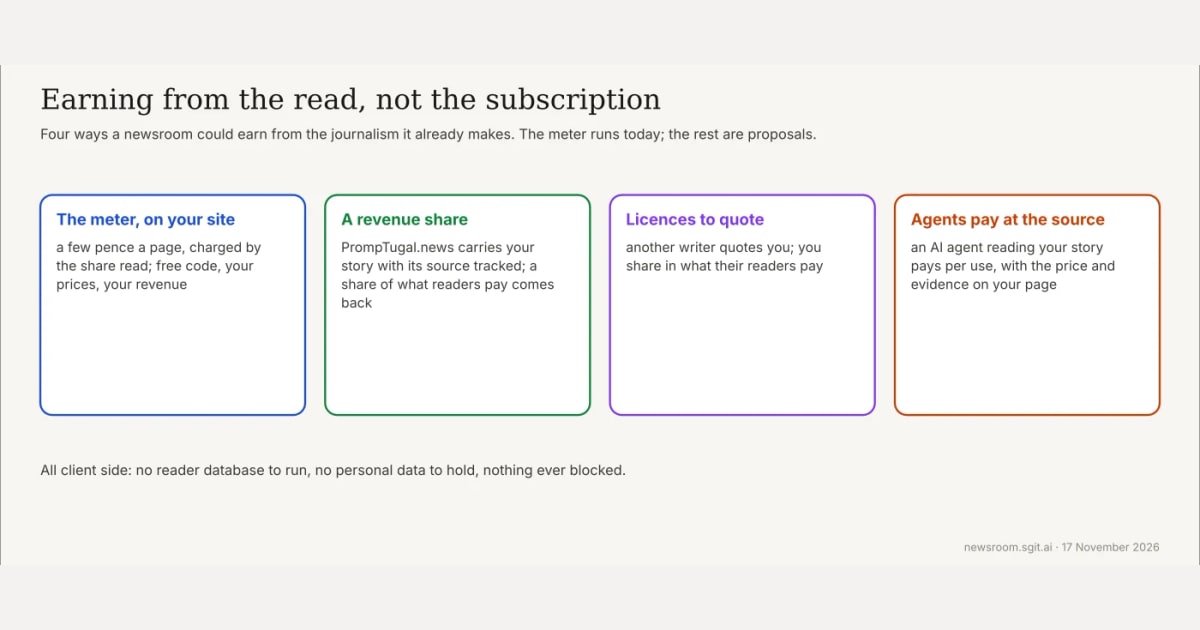 Earning from the read, not the subscription
Four ways a newsroom could earn from the journalism it already makes. The meter runs today; the rest are proposals.
The meter, on your site
a few pence a page, charged by
the share read; free code, your
prices, your revenue
A revenue share
PrompTugal.news carries your
story with its source tracked; a
share of what readers pay comes
back
Licences to quote
another writer quotes you; you
share in what their readers pay
Agents pay at the source
an AI agent reading your story
pays per use, with the price and
evidence on your page
All client side: no reader database to run, no personal data to hold, nothing ever blocked.
newsroom.sgit.ai · 17 November 2026